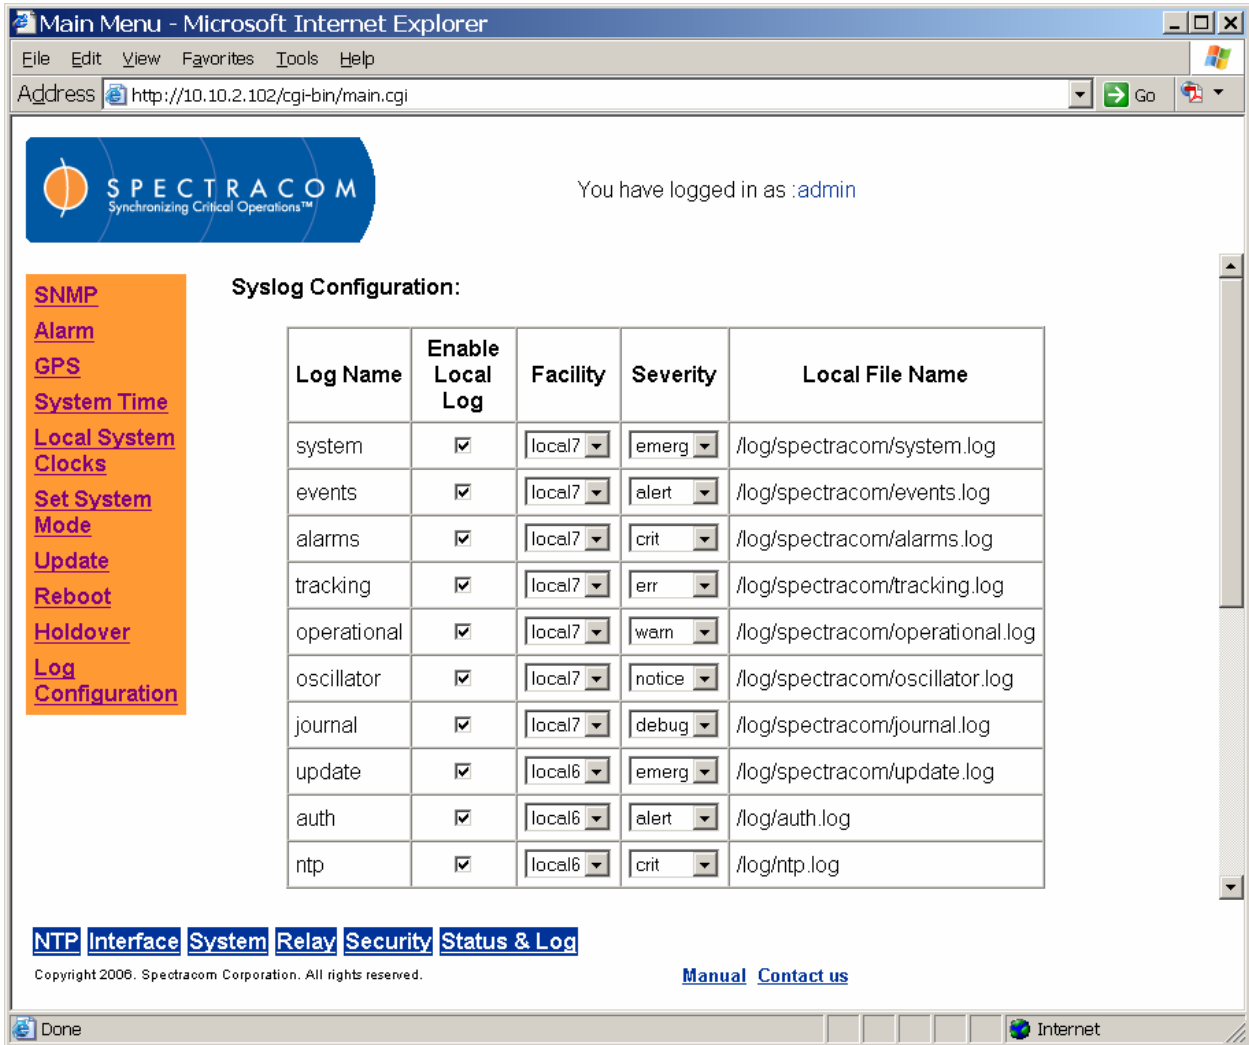 Main Menu - Microsoft Internet Explorer
File Edit View Favorites Tools Help
Address http://10.10.2.102/cgi-bin/main.cgi Go
SPECTRACOM
Synchronizing Critical Operations™
You have logged in as :admin
SNMP
Alarm
GPS
System Time
Local System
Clocks
Set System
Mode
Update
Reboot
Holdover
Log
Configuration
Syslog Configuration:
Log Name Enable Local Log Facility Severity Local File Name
system local7 emerg /log/spectracom/system.log
events local7 alert /log/spectracom/events.log
alarms local7 crit /log/spectracom/alarms.log
tracking local7 err /log/spectracom/tracking.log
operational local7 warn /log/spectracom/operational.log
oscillator local7 notice /log/spectracom/oscillator.log
journal local7 debug /log/spectracom/journal.log
update local6 emerg /log/spectracom/update.log
auth local6 alert /log/auth.log
ntp local6 crit /log/ntp.log
NTP Interface System Relay Security Status & Log
Copyright 2006. Spectracom Corporation. All rights reserved. Manual Contact us
Done Internet